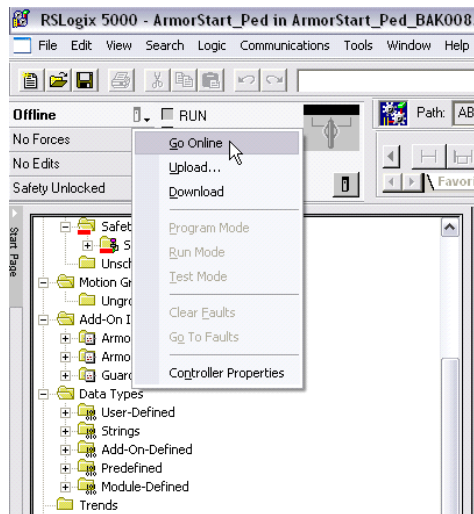 RSLogix 5000 - ArmorStart_Ped in ArmorStart_Ped_BAK008
File Edit View Search Logic Communications Tools Window Help
Offline
RUN
Path: AB
No Forces
No Edits
Safety Unlocked
Favor
Go Online
Upload...
Download
Program Mode
Run Mode
Test Mode
Clear Faults
Go To Faults
Controller Properties
Start Page
Safet
S
Unsch
Motion Gr
Ungro
Add-On I
Armo
Armo
Guar
Data Types
User-Defined
Strings
Add-On-Defined
Predefined
Module-Defined
Trends